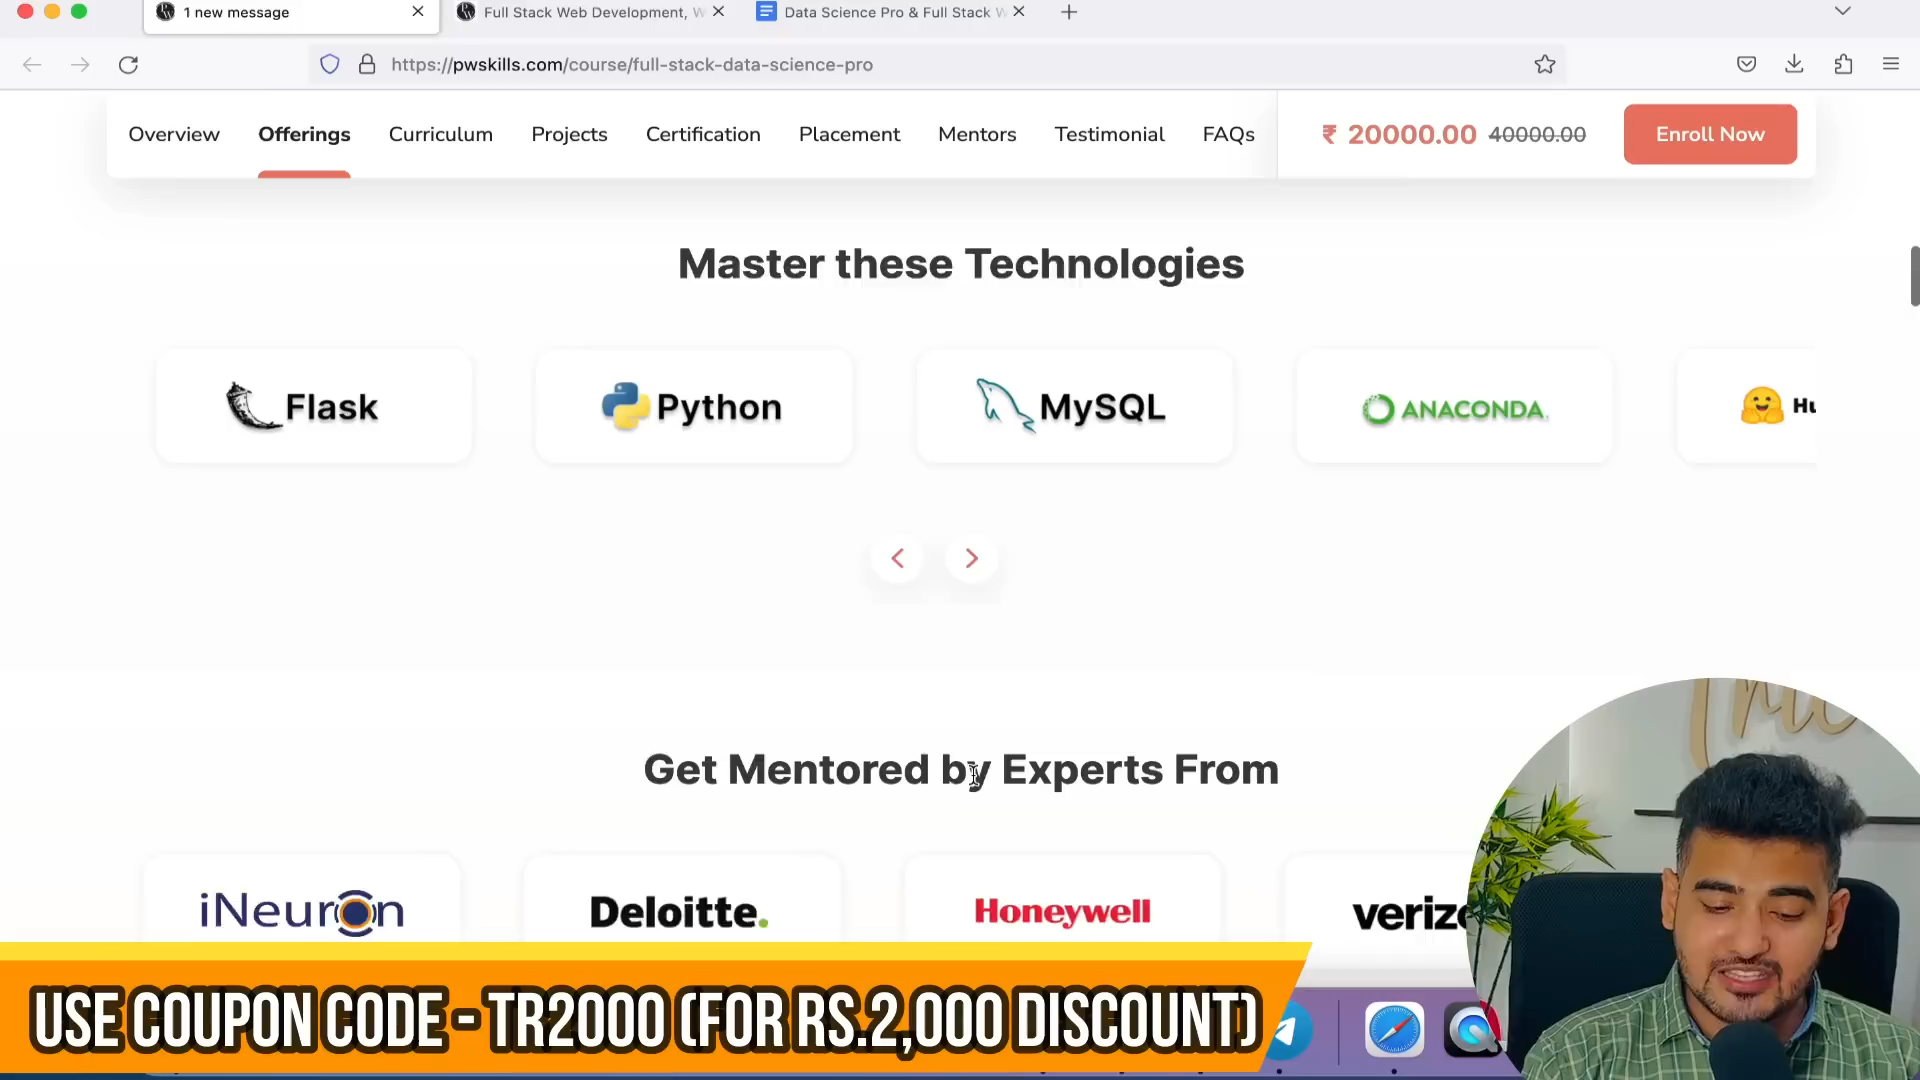 1 new message
Full Stack Web Development, W
Data Science Pro & Full Stack W
https://pwskills.com/course/full-stack-data-science-pro
Overview Offerings Curriculum Projects Certification Placement Mentors Testimonial FAQs ₹ 20000.00 40000.00 Enroll Now
Master these Technologies
Flask Python MySQL ANACONDA. Hu
Get Mentored by Experts From
iNeuron Deloitte. Honeywell verizo
USE COUPON CODE - TR2000 (FOR RS.2,000 DISCOUNT)